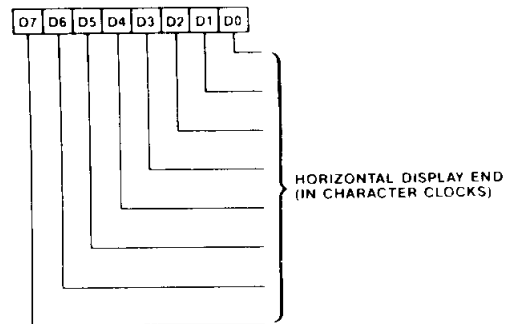 D7 D6 D5 D4 D3 D2 D1 D0
HORIZONTAL DISPLAY END
(IN CHARACTER CLOCKS)